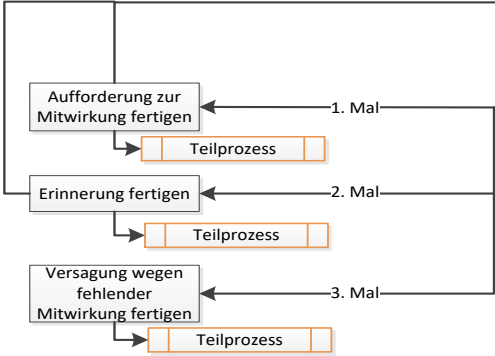 Aufforderung zur
Mitwirkung fertigen
1. Mal
Teilprozess
Erinnerung fertigen
2. Mal
Teilprozess
Versagung wegen
fehlender
Mitwirkung fertigen
3. Mal
Teilprozess